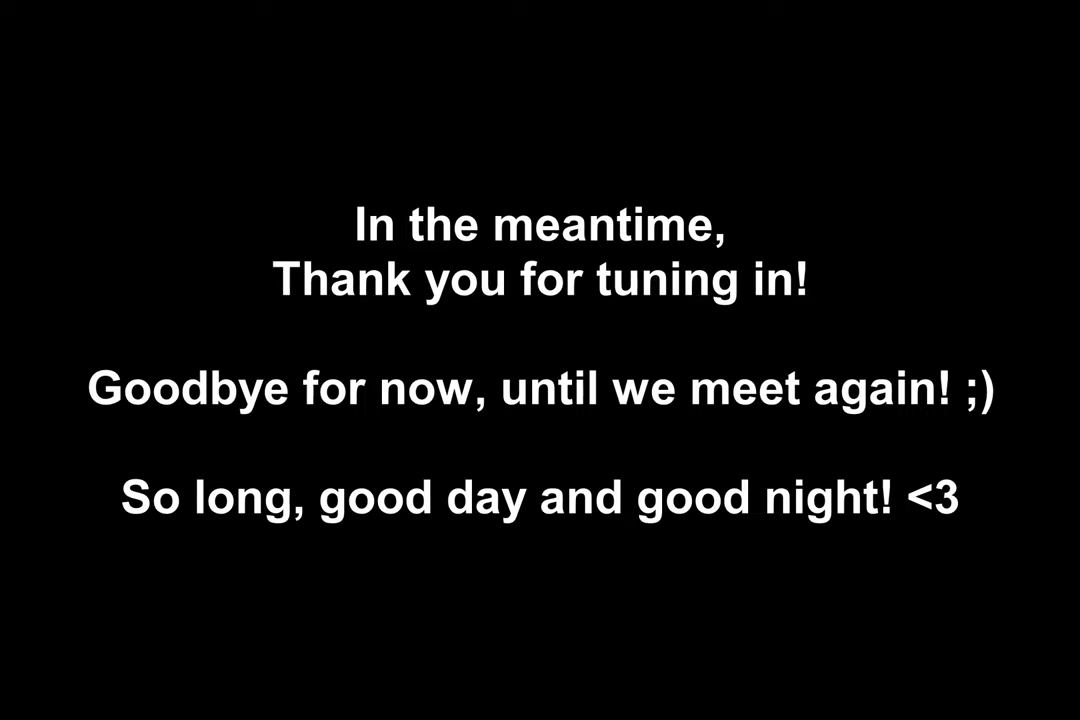 In the meantime,
Thank you for tuning in!
Goodbye for now, until we meet again! ;)
So long, good day and good night! <3